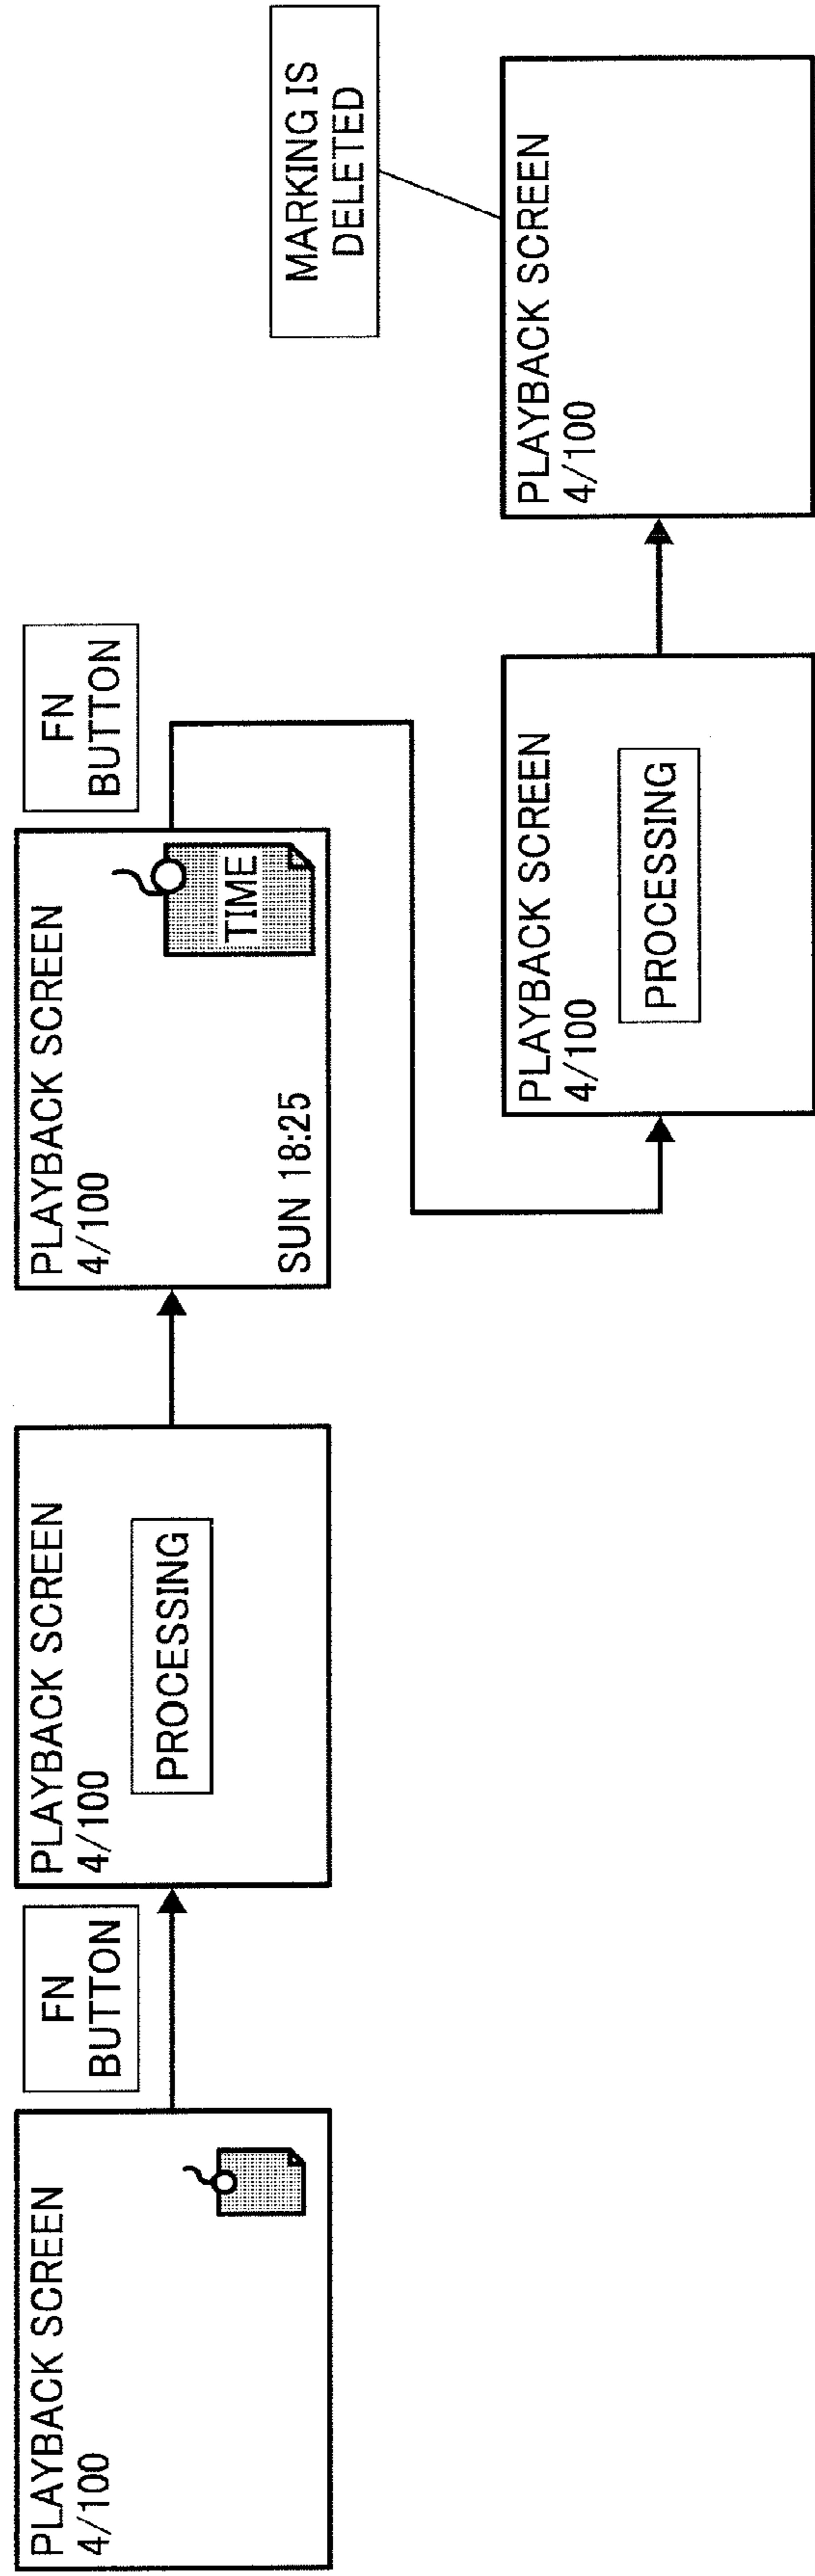 PLAYBACK SCREEN
4/100
FN
BUTTON
PLAYBACK SCREEN
4/100
PROCESSING
PLAYBACK SCREEN
4/100
TIME
SUN 18:25
FN
BUTTON
PLAYBACK SCREEN
4/100
PROCESSING
PLAYBACK SCREEN
4/100
MARKING IS
DELETED